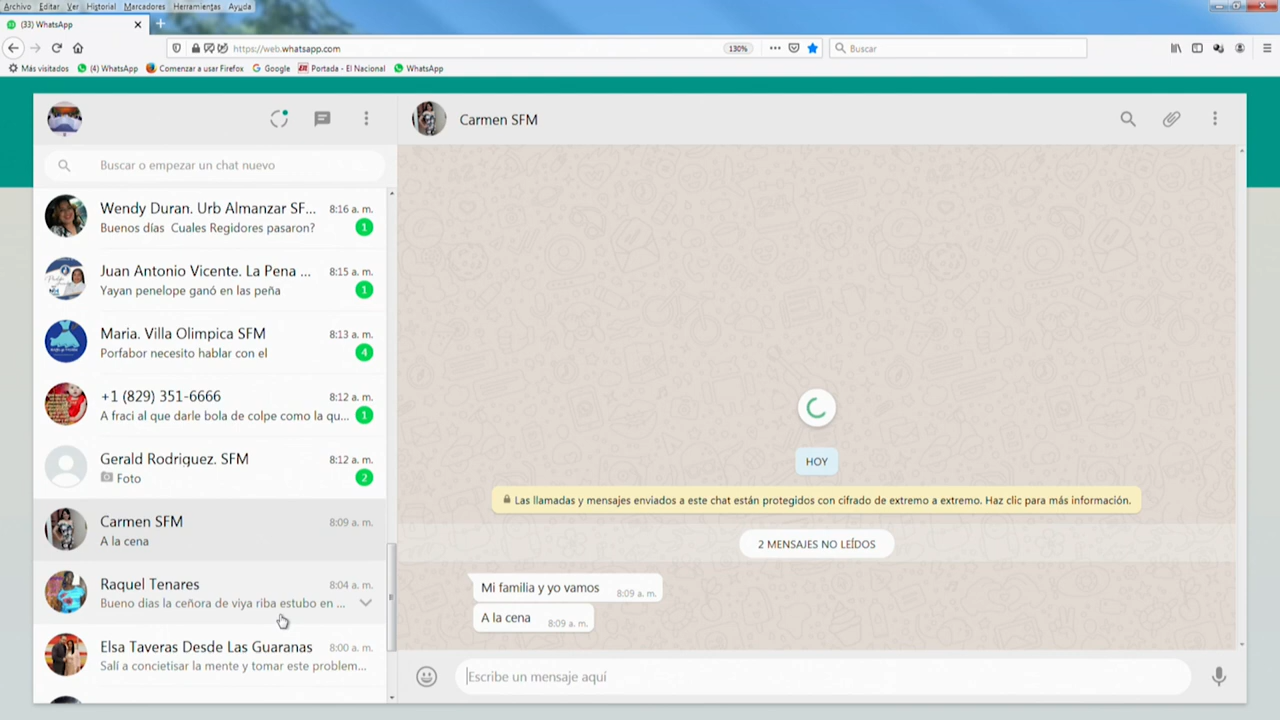 Archivo Editar Ver Historial Marcadores Herramientas Ayuda
(33) WhatsApp
https://web.whatsapp.com
130%
Buscar
Más visitados
(4) WhatsApp
Comenzar a usar Firefox
Google
Portada - El Nacional
WhatsApp
Carmen SFM
Buscar o empezar un chat nuevo
Wendy Duran. Urb Almanzar SF... 8:16 a. m.
Buenos días Cuales Regidores pasaron? 1
Juan Antonio Vicente. La Pena ... 8:15 a. m.
Yayan penelope ganó en las peña 1
Maria. Villa Olimpica SFM 8:13 a. m.
Porfabor necesito hablar con el 4
+1 (829) 351-6666 8:12 a. m.
A fraci al que darle bola de colpe como la qu... 1
Gerald Rodriguez. SFM 8:12 a. m.
Foto 2
Carmen SFM 8:09 a. m.
A la cena
Raquel Tenares 8:04 a. m.
Bueno dias la ceñora de viya riba estubo en ...
Elsa Taveras Desde Las Guaranas 8:00 a. m.
Salí a concietisar la mente y tomar este problem...
HOY
Las llamadas y mensajes enviados a este chat están protegidos con cifrado de extremo a extremo. Haz clic para más información.
2 MENSAJES NO LEÍDOS
Mi familia y yo vamos 8:09 a. m.
A la cena 8:09 a. m.
Escribe un mensaje aquí